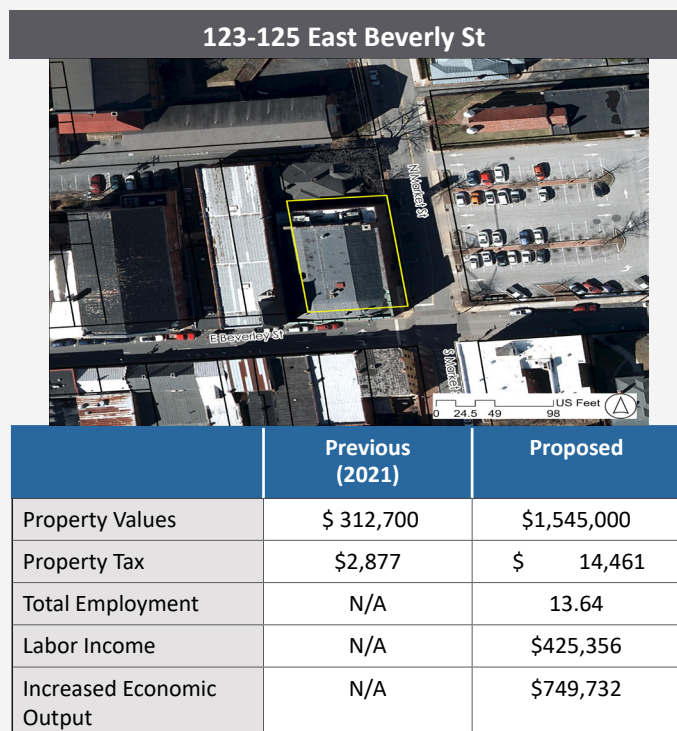 123-125 East Beverly St
N Market St
E Beverley St
S Market
US Feet
0 24.5 49 98
Previous Proposed
(2021)
Property Values $ 312,700 $1,545,000
Property Tax $2,877 $ 14,461
Total Employment N/A 13.64
Labor Income N/A $425,356
Increased Economic N/A $749,732
Output